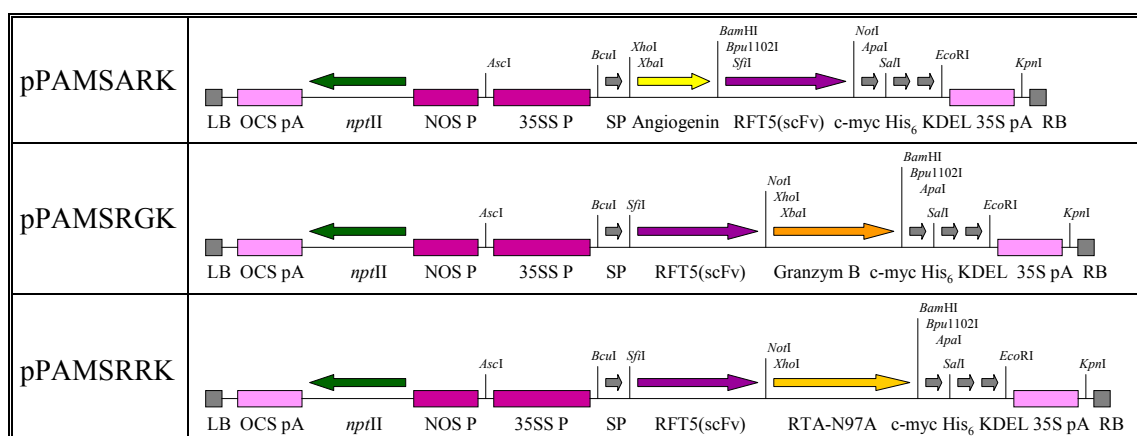 pPAMSARK
BamHI
XhoI Bpu1102I NotI
BcuI XbaI SfiI ApaI EcoRI
AscI SalI KpnI
LB OCS pA nptII NOS P 35SS P SP Angiogenin RFT5(scFv) c-myc His₆ KDEL 35S pA RB
pPAMSRGK
BamHI
NotI Bpu1102I
XhoI ApaI
AscI BcuI SfiI XbaI SalI EcoRI KpnI
LB OCS pA nptII NOS P 35SS P SP RFT5(scFv) Granzym B c-myc His₆ KDEL 35S pA RB
pPAMSRRK
BamHI
Bpu1102I
NotI ApaI
AscI BcuI SfiI XhoI SalI EcoRI KpnI
LB OCS pA nptII NOS P 35SS P SP RFT5(scFv) RTA-N97A c-myc His₆ KDEL 35S pA RB